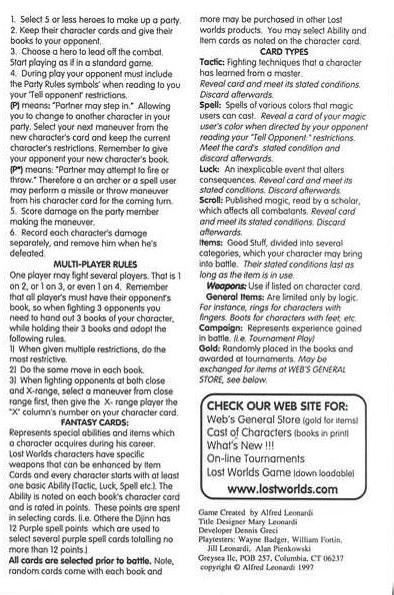 1. Select 5 or less heroes to make up a party.
2. Keep their character cards and give their
books to your opponent.
3. Choose a hero to lead off the combat.
Start playing as if in a standard game.
4. During play your opponent must include
the Party Rules symbols' when reading to you
your 'Tell opponent' restrictions.
(P) means: "Partner may step in." Allowing
you to change to another character in your
party. Select your next maneuver from the
new character's card and keep the current
character's restrictions. Remember to give
your opponent your new character's book.
(P*) means: "Partner may attempt to fire or
throw." Therefore a an archer or a spell user
may perform a missile or throw maneuver
from his character card for the coming turn.
5. Score damage on the party member
making the maneuver.
6. Record each character's damage
separately, and remove him when he's
defeated.
MULTI-PLAYER RULES
One player may fight several players. That is 1
on 2, or 1 on 3, or even 1 on 4. Remember
that all player's must have their opponent's
book, so when fighting 3 opponents you
need to hand out 3 books of your character,
while holding their 3 books and adopt the
following rules.
1) When given multiple restrictions, do the
most restrictive.
2) Do the same move in each book.
3) When fighting opponents at both close
and X-range, select a maneuver from close
range first, then give the X- range player the
"X" column's number on your character card.
FANTASY CARDS:
Represents special abilities and items which
a character acquires during his career.
Lost Worlds characters have specific
weapons that can be enhanced by Item
Cards and every character starts with at least
one basic Ability (Tactic, Luck, Spell etc.). The
Ability is noted on each book's character card
and is rated in points. These points are spent
in selecting cards. (i.e. Othere the Djinn has
12 Purple spell points which are used to
select several purple spell cards totalling no
more than 12 points.)
All cards are selected prior to battle. Note,
random cards come with each book and
more may be purchased in other Lost
worlds products. You may select Ability and
Item cards as noted on the character card.
CARD TYPES
Tactic: Fighting techniques that a character
has learned from a master.
Reveal card and meet its stated conditions.
Discard afterwards.
Spell: Spells of various colors that magic
users can cast. Reveal a card of your magic
user's color when directed by your opponent
reading your "Tell Opponent" restrictions.
Meet the card's stated condition and
discard afterwards.
Luck: An inexplicable event that alters
consequences. Reveal card and meet its
stated conditions. Discard afterwards.
Scroll: Published magic, read by a scholar,
which affects all combatants. Reveal card
and meet its stated conditions. Discard
afterwards.
Items: Good Stuff, divided into several
categories, which your character may bring
into battle. Their stated conditions last as
long as the item is in use.
Weapons: Use if listed on character card.
General Items: Are limited only by logic.
For instance, rings for characters with
fingers. Boots for characters with feet, etc.
Campaign: Represents experience gained
in battle. (i.e. Tournament Play)
Gold: Randomly placed in the books and
awarded at tournaments. May be
exchanged for items at WEB'S GENERAL
STORE, see below.
CHECK OUR WEB SITE FOR:
Web's General Store (gold for items)
Cast of Characters (books in print)
What's New !!!
On-line Tournaments
Lost Worlds Game (down loadable)
www.lostworlds.com
Game Created by Alfred Leonardi
Title Designer Mary Leonardi
Developer Dennis Greci
Playtesters: Wayne Badger, William Fortin,
Jill Leonardi, Alan Pienkowski
Greysea llc, POB 257, Columbia, CT 06237
copyright © Alfred Leonardi 1997